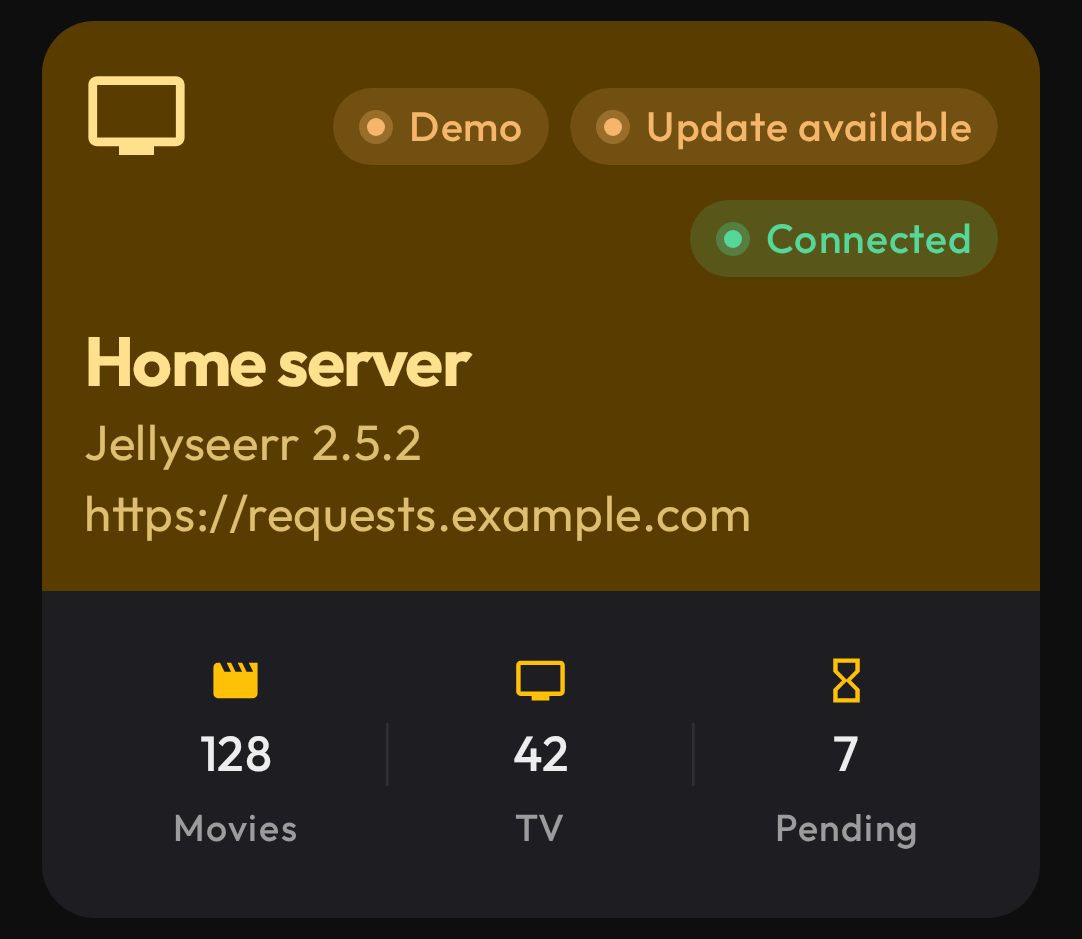 Demo
Update available
Connected
Home server
Jellyseerr 2.5.2
https://requests.example.com
128
42
7
Movies
TV
Pending